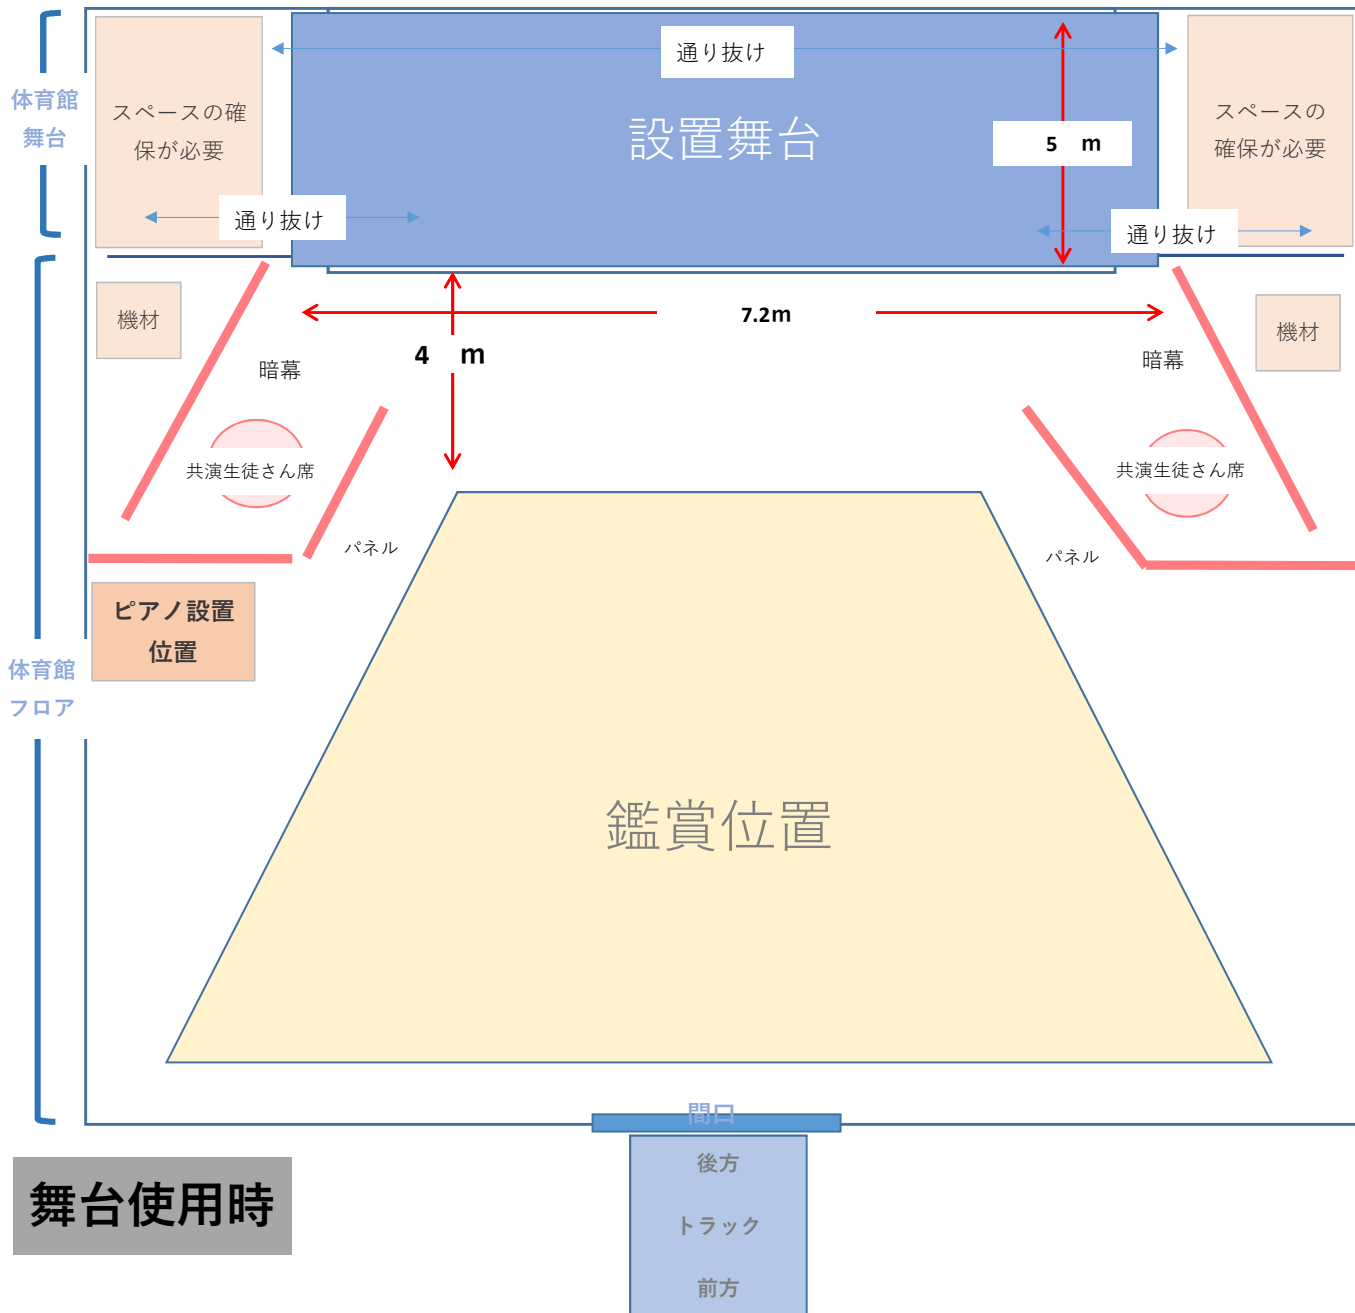 通り抜け
体育館
舞台
スペースの確
保が必要
設置舞台
5 m
スペースの
確保が必要
通り抜け
通り抜け
機材
7.2m
機材
4 m
暗幕
暗幕
共演生徒さん席
共演生徒さん席
パネル
パネル
ピアノ設置
位置
体育館
フロア
鑑賞位置
間口
後方
トラック
前方
舞台使用時